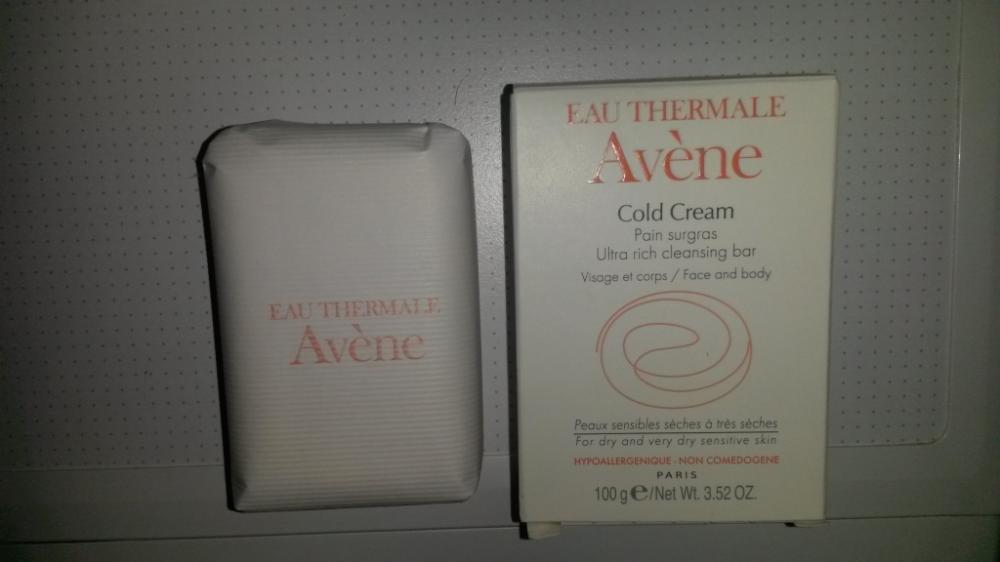 EAU THERMALE
Avène
EAU THERMALE
Avène
Cold Cream
Pain surgras
Ultra rich cleansing bar
Visage et corps / Face and body
Peaux sensibles sèches à très sèches
For dry and very dry sensitive skin
HYPOALLERGENIQUE - NON COMEDOGENE
PARIS
100 g e/Net Wt. 3.52 OZ.